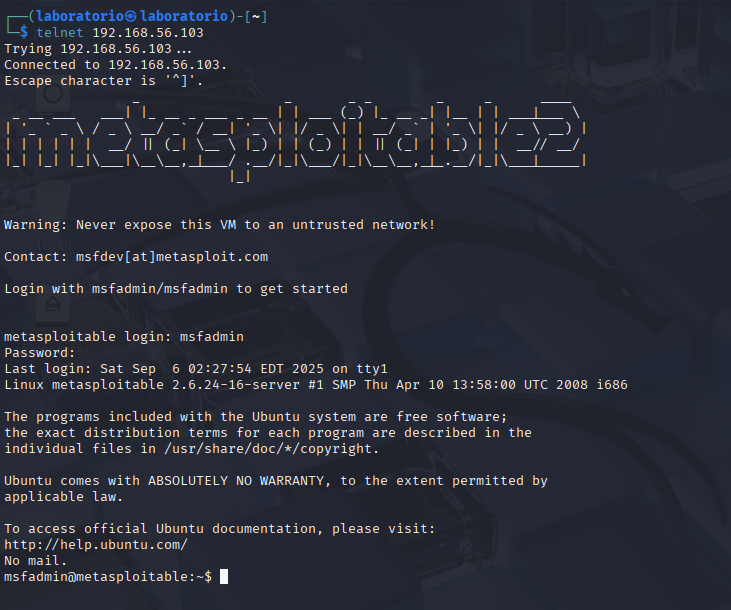 ┌──(laboratorio㉿laboratorio)-[~]
└─$ telnet 192.168.56.103
Trying 192.168.56.103...
Connected to 192.168.56.103.
Escape character is '^]'.
metasploitable2
Warning: Never expose this VM to an untrusted network!
Contact: msfdev[at]metasploit.com
Login with msfadmin/msfadmin to get started
metasploitable login: msfadmin
Password:
Last login: Sat Sep  6 02:27:54 EDT 2025 on tty1
Linux metasploitable 2.6.24-16-server #1 SMP Thu Apr 10 13:58:00 UTC 2008 i686
The programs included with the Ubuntu system are free software;
the exact distribution terms for each program are described in the
individual files in /usr/share/doc/*/copyright.
Ubuntu comes with ABSOLUTELY NO WARRANTY, to the extent permitted by
applicable law.
To access official Ubuntu documentation, please visit:
http://help.ubuntu.com/
No mail.
msfadmin@metasploitable:~$